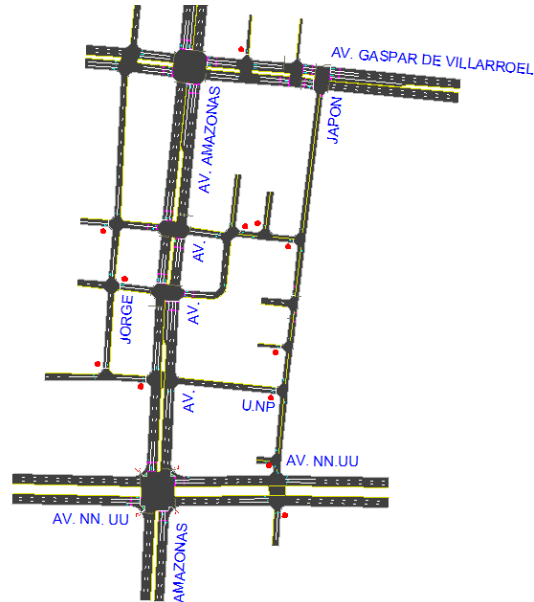 AV. GASPAR DE VILLARROEL
AV. AMAZONAS
JAPON
AV.
AV.
JORGE
AV.
U.NP
AV. NN.UU
AV. NN. UU
AMAZONAS